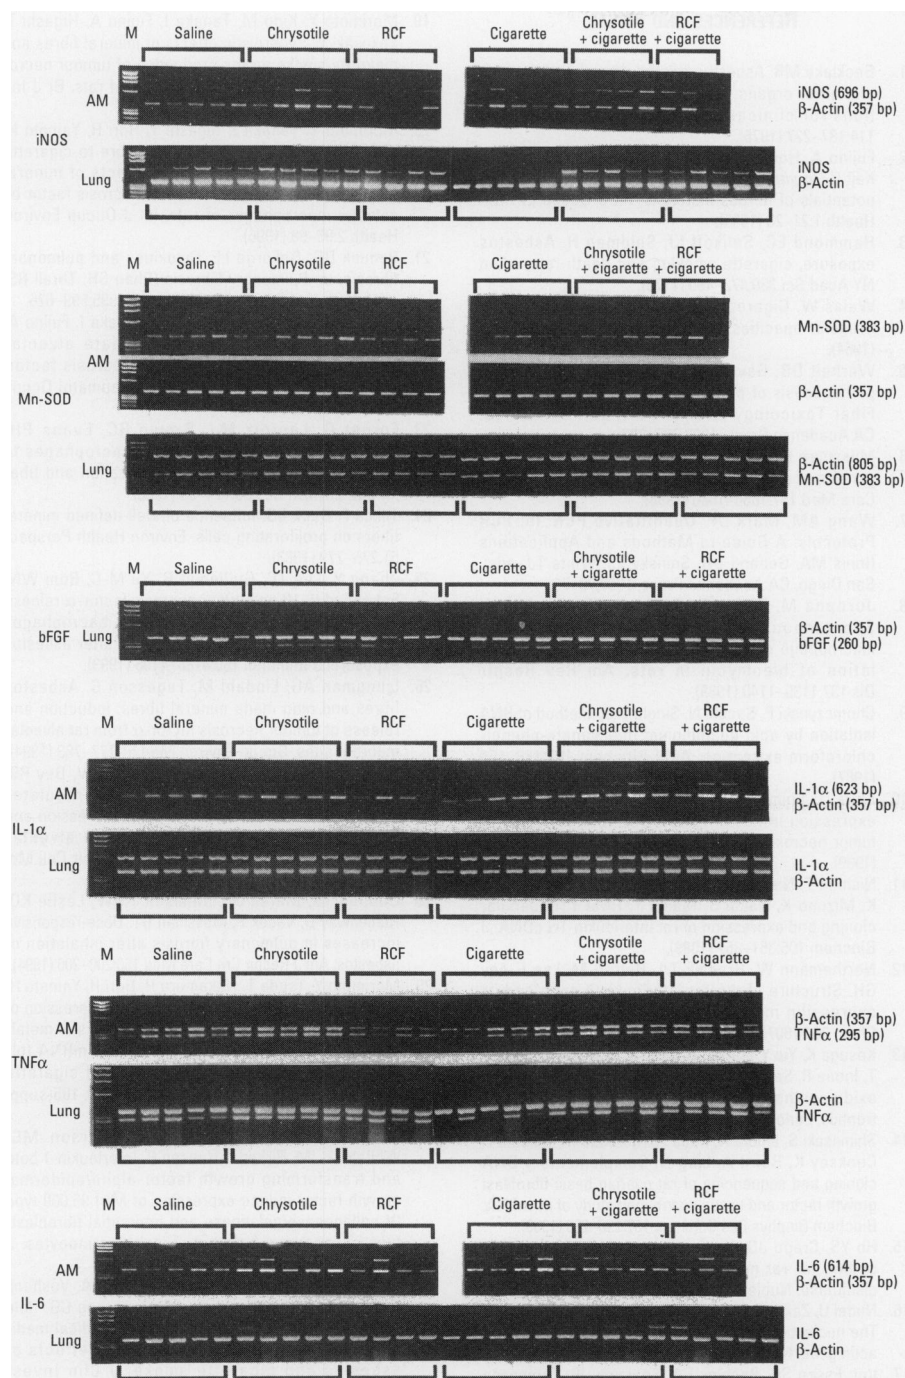 M Saline Chrysotile RCF Cigarette Chrysotile + cigarette RCF + cigarette
AM
iNOS (696 bp)
β-Actin (357 bp)
iNOS
Lung
iNOS
β-Actin
M Saline Chrysotile RCF Cigarette Chrysotile + cigarette RCF + cigarette
Mn-SOD (383 bp)
AM
β-Actin (357 bp)
Mn-SOD
Lung
β-Actin (805 bp)
Mn-SOD (383 bp)
M Saline Chrysotile RCF Cigarette Chrysotile + cigarette RCF + cigarette
bFGF Lung
β-Actin (357 bp)
bFGF (260 bp)
M Saline Chrysotile RCF Cigarette Chrysotile + cigarette RCF + cigarette
AM
IL-1α (623 bp)
β-Actin (357 bp)
IL-1α
Lung
IL-1α
β-Actin
M Saline Chrysotile RCF Cigarette Chrysotile + cigarette RCF + cigarette
AM
β-Actin (357 bp)
TNFα (295 bp)
TNFα
Lung
β-Actin
TNFα
M Saline Chrysotile RCF Cigarette Chrysotile + cigarette RCF + cigarette
AM
IL-6 (614 bp)
β-Actin (357 bp)
IL-6
Lung
IL-6
β-Actin